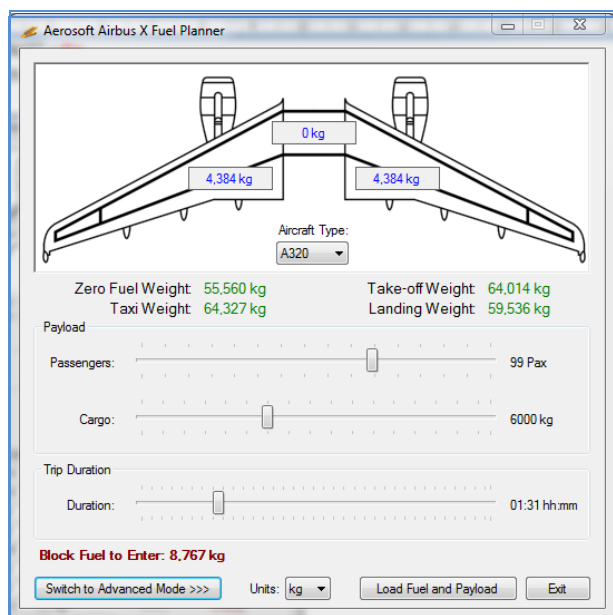 Aerosoft Airbus X Fuel Planner
0 kg
4,384 kg 4,384 kg
Aircraft Type:
A320
Zero Fuel Weight: 55,560 kg Take-off Weight: 64,014 kg
Taxi Weight: 64,327 kg Landing Weight: 59,536 kg
Payload
Passengers: 99 Pax
Cargo: 6000 kg
Trip Duration
Duration: 01:31 hh:mm
Block Fuel to Enter: 8,767 kg
Switch to Advanced Mode >>> Units: kg Load Fuel and Payload Exit